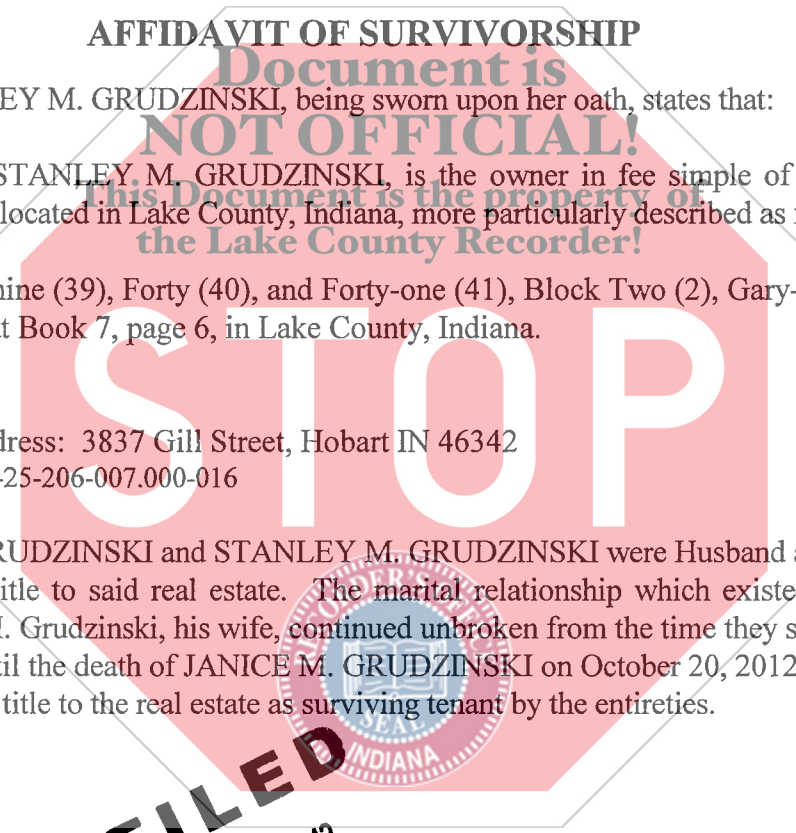 AFFIDAVIT OF SURVIVORSHIP
Document is
EY M. GRUDZINSKI, being sworn upon her oath, states that:
NOT OFFICIAL!
STANLEY M. GRUDZINSKI, is the owner in fee simple of
This Document is the property of
located in Lake County, Indiana, more particularly described as
the Lake County Recorder!
nine (39), Forty (40), and Forty-one (41), Block Two (2), Gary-
t Book 7, page 6, in Lake County, Indiana.
STOP
dress: 3837 Gill Street, Hobart IN 46342
-25-206-007.000-016
RUDZINSKI and STANLEY M. GRUDZINSKI were Husband
itle to said real estate. The marital relationship which existe
. Grudzinski, his wife, continued unbroken from the time they s
til the death of JANICE M. GRUDZINSKI on October 20, 2012
title to the real estate as surviving tenant by the entireties.
SEAL
INDIANA
FILED